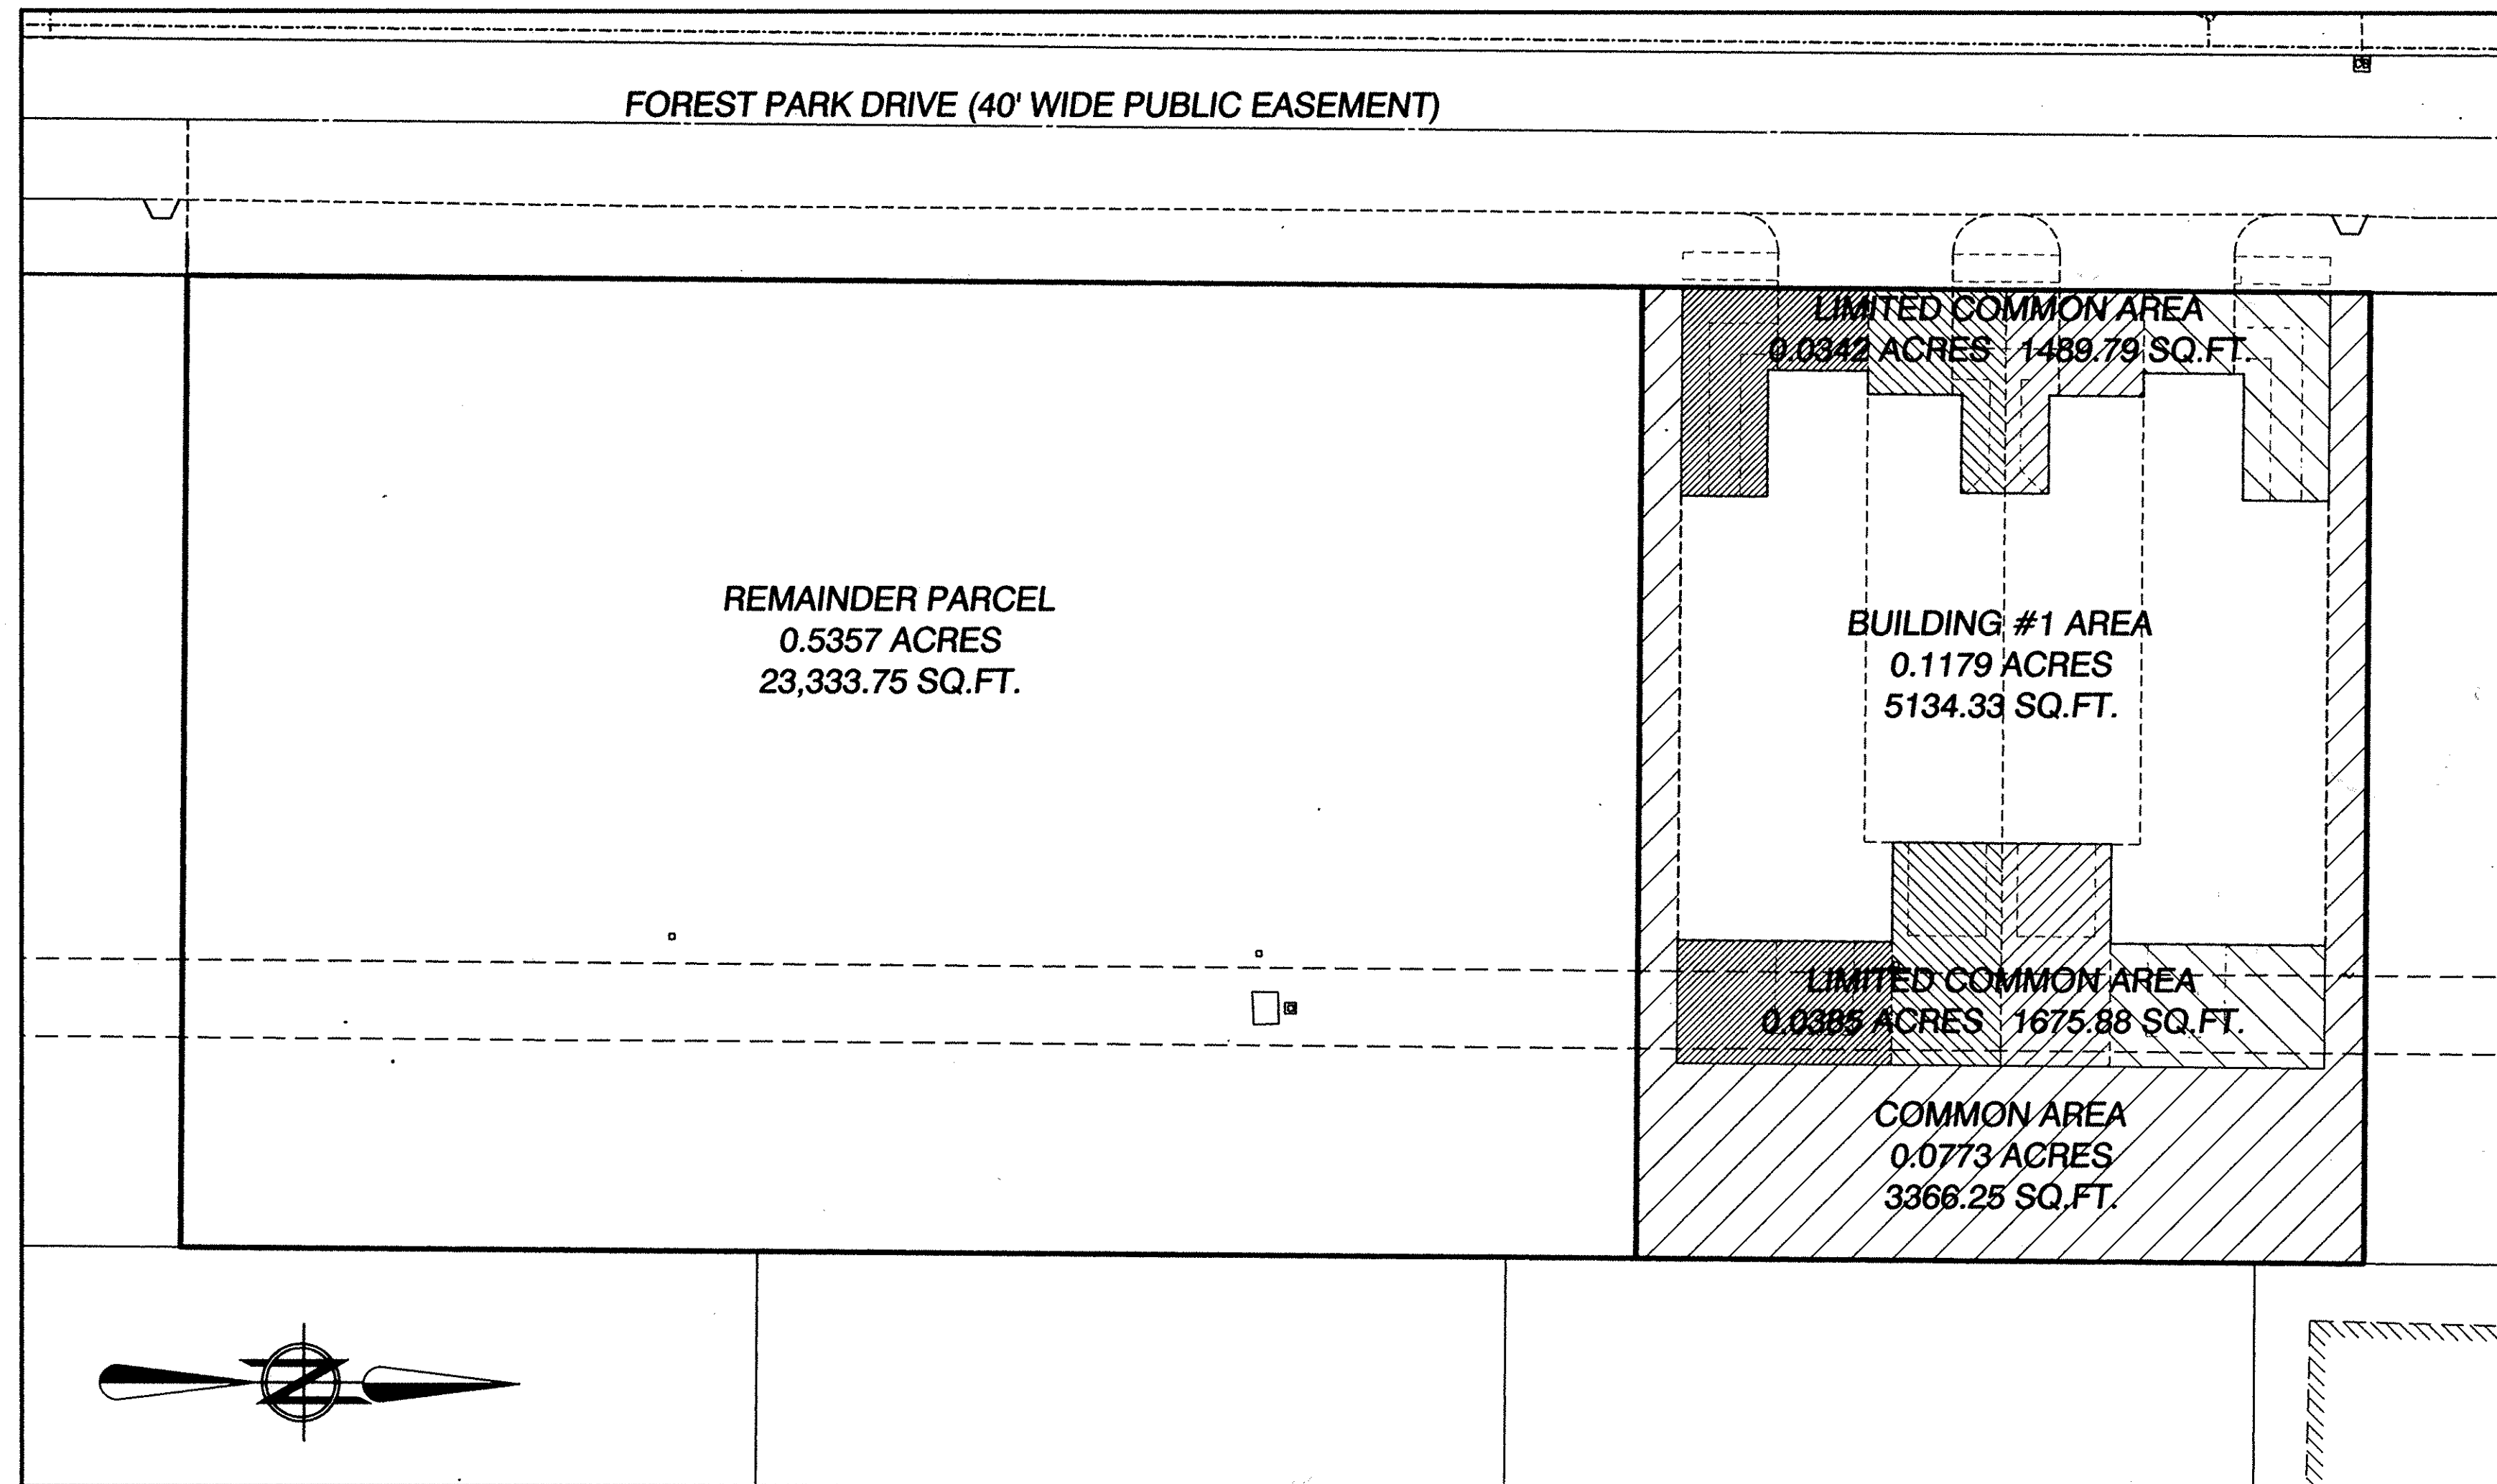 FOREST PARK DRIVE (40' WIDE PUBLIC EASEMENT)
LIMITED COMMON AREA
0.0342 ACRES 1489.79 SQ.FT.
REMAINDER PARCEL
0.5357 ACRES
23,333.75 SQ.FT.
BUILDING #1 AREA
0.1179 ACRES
5134.33 SQ.FT.
LIMITED COMMON AREA
0.0385 ACRES 1675.88 SQ.FT.
COMMON AREA
0.0773 ACRES
3366.25 SQ.FT.
N